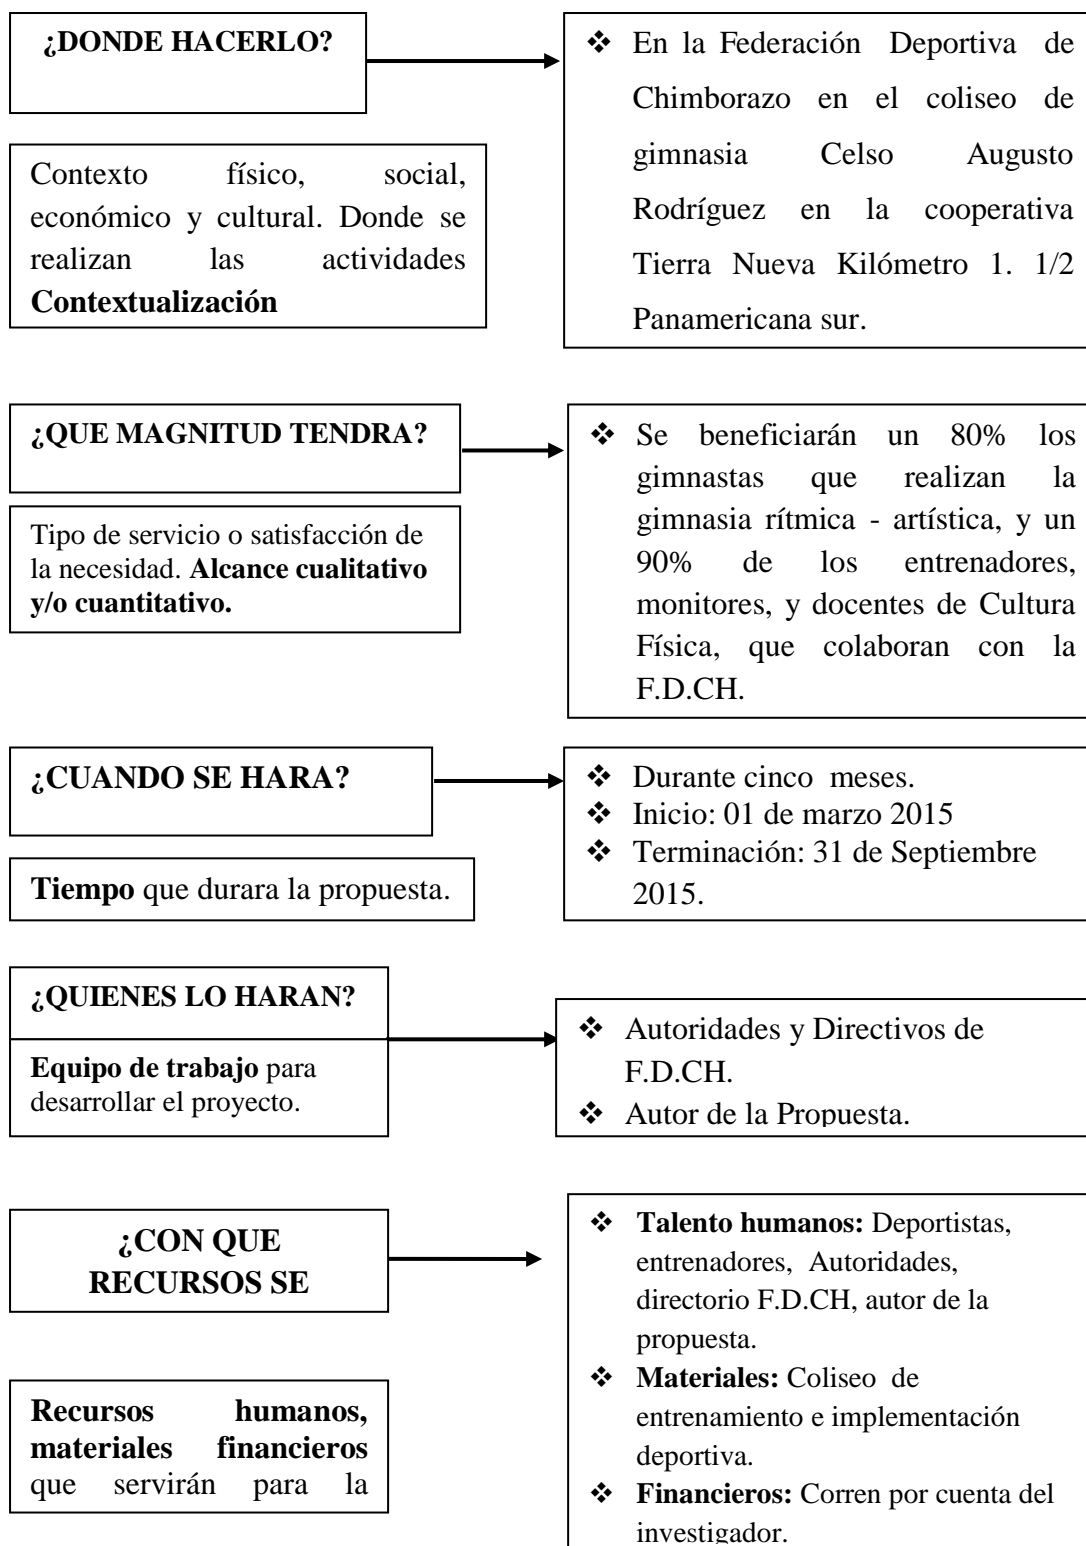 ¿DONDE HACERLO?
Contexto físico, social,
económico y cultural. Donde se
realizan las actividades
Contextualización
❖ En la Federación Deportiva de
Chimborazo en el coliseo de
gimnasia Celso Augusto
Rodríguez en la cooperativa
Tierra Nueva Kilómetro 1. 1/2
Panamericana sur.
¿QUE MAGNITUD TENDRA?
Tipo de servicio o satisfacción de
la necesidad. Alcance cualitativo
y/o cuantitativo.
❖ Se beneficiarán un 80% los
gimnastas que realizan la
gimnasia rítmica - artística, y un
90% de los entrenadores,
monitores, y docentes de Cultura
Física, que colaboran con la
F.D.CH.
¿CUANDO SE HARA?
Tiempo que durara la propuesta.
❖ Durante cinco meses.
❖ Inicio: 01 de marzo 2015
❖ Terminación: 31 de Septiembre
2015.
¿QUIENES LO HARAN?
Equipo de trabajo para
desarrollar el proyecto.
❖ Autoridades y Directivos de
F.D.CH.
❖ Autor de la Propuesta.
¿CON QUE
RECURSOS SE
Recursos humanos,
materiales financieros
que servirán para la
❖ Talento humanos: Deportistas,
entrenadores, Autoridades,
directorio F.D.CH, autor de la
propuesta.
❖ Materiales: Coliseo de
entrenamiento e implementación
deportiva.
❖ Financieros: Corren por cuenta del
investigador.